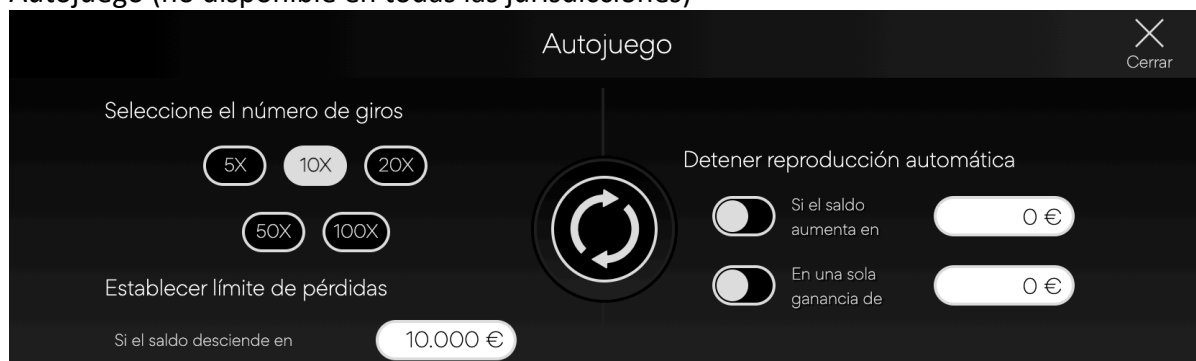 Autojuego (no disponible en todas las jurisdicciones)
Autojuego
Cerrar
Seleccione el número de giros
5X 10X 20X
50X 100X
Establecer límite de pérdidas
Si el saldo desciende en 10.000 €
Detener reproducción automática
Si el saldo
aumenta en
0 €
En una sola
ganancia de
0 €